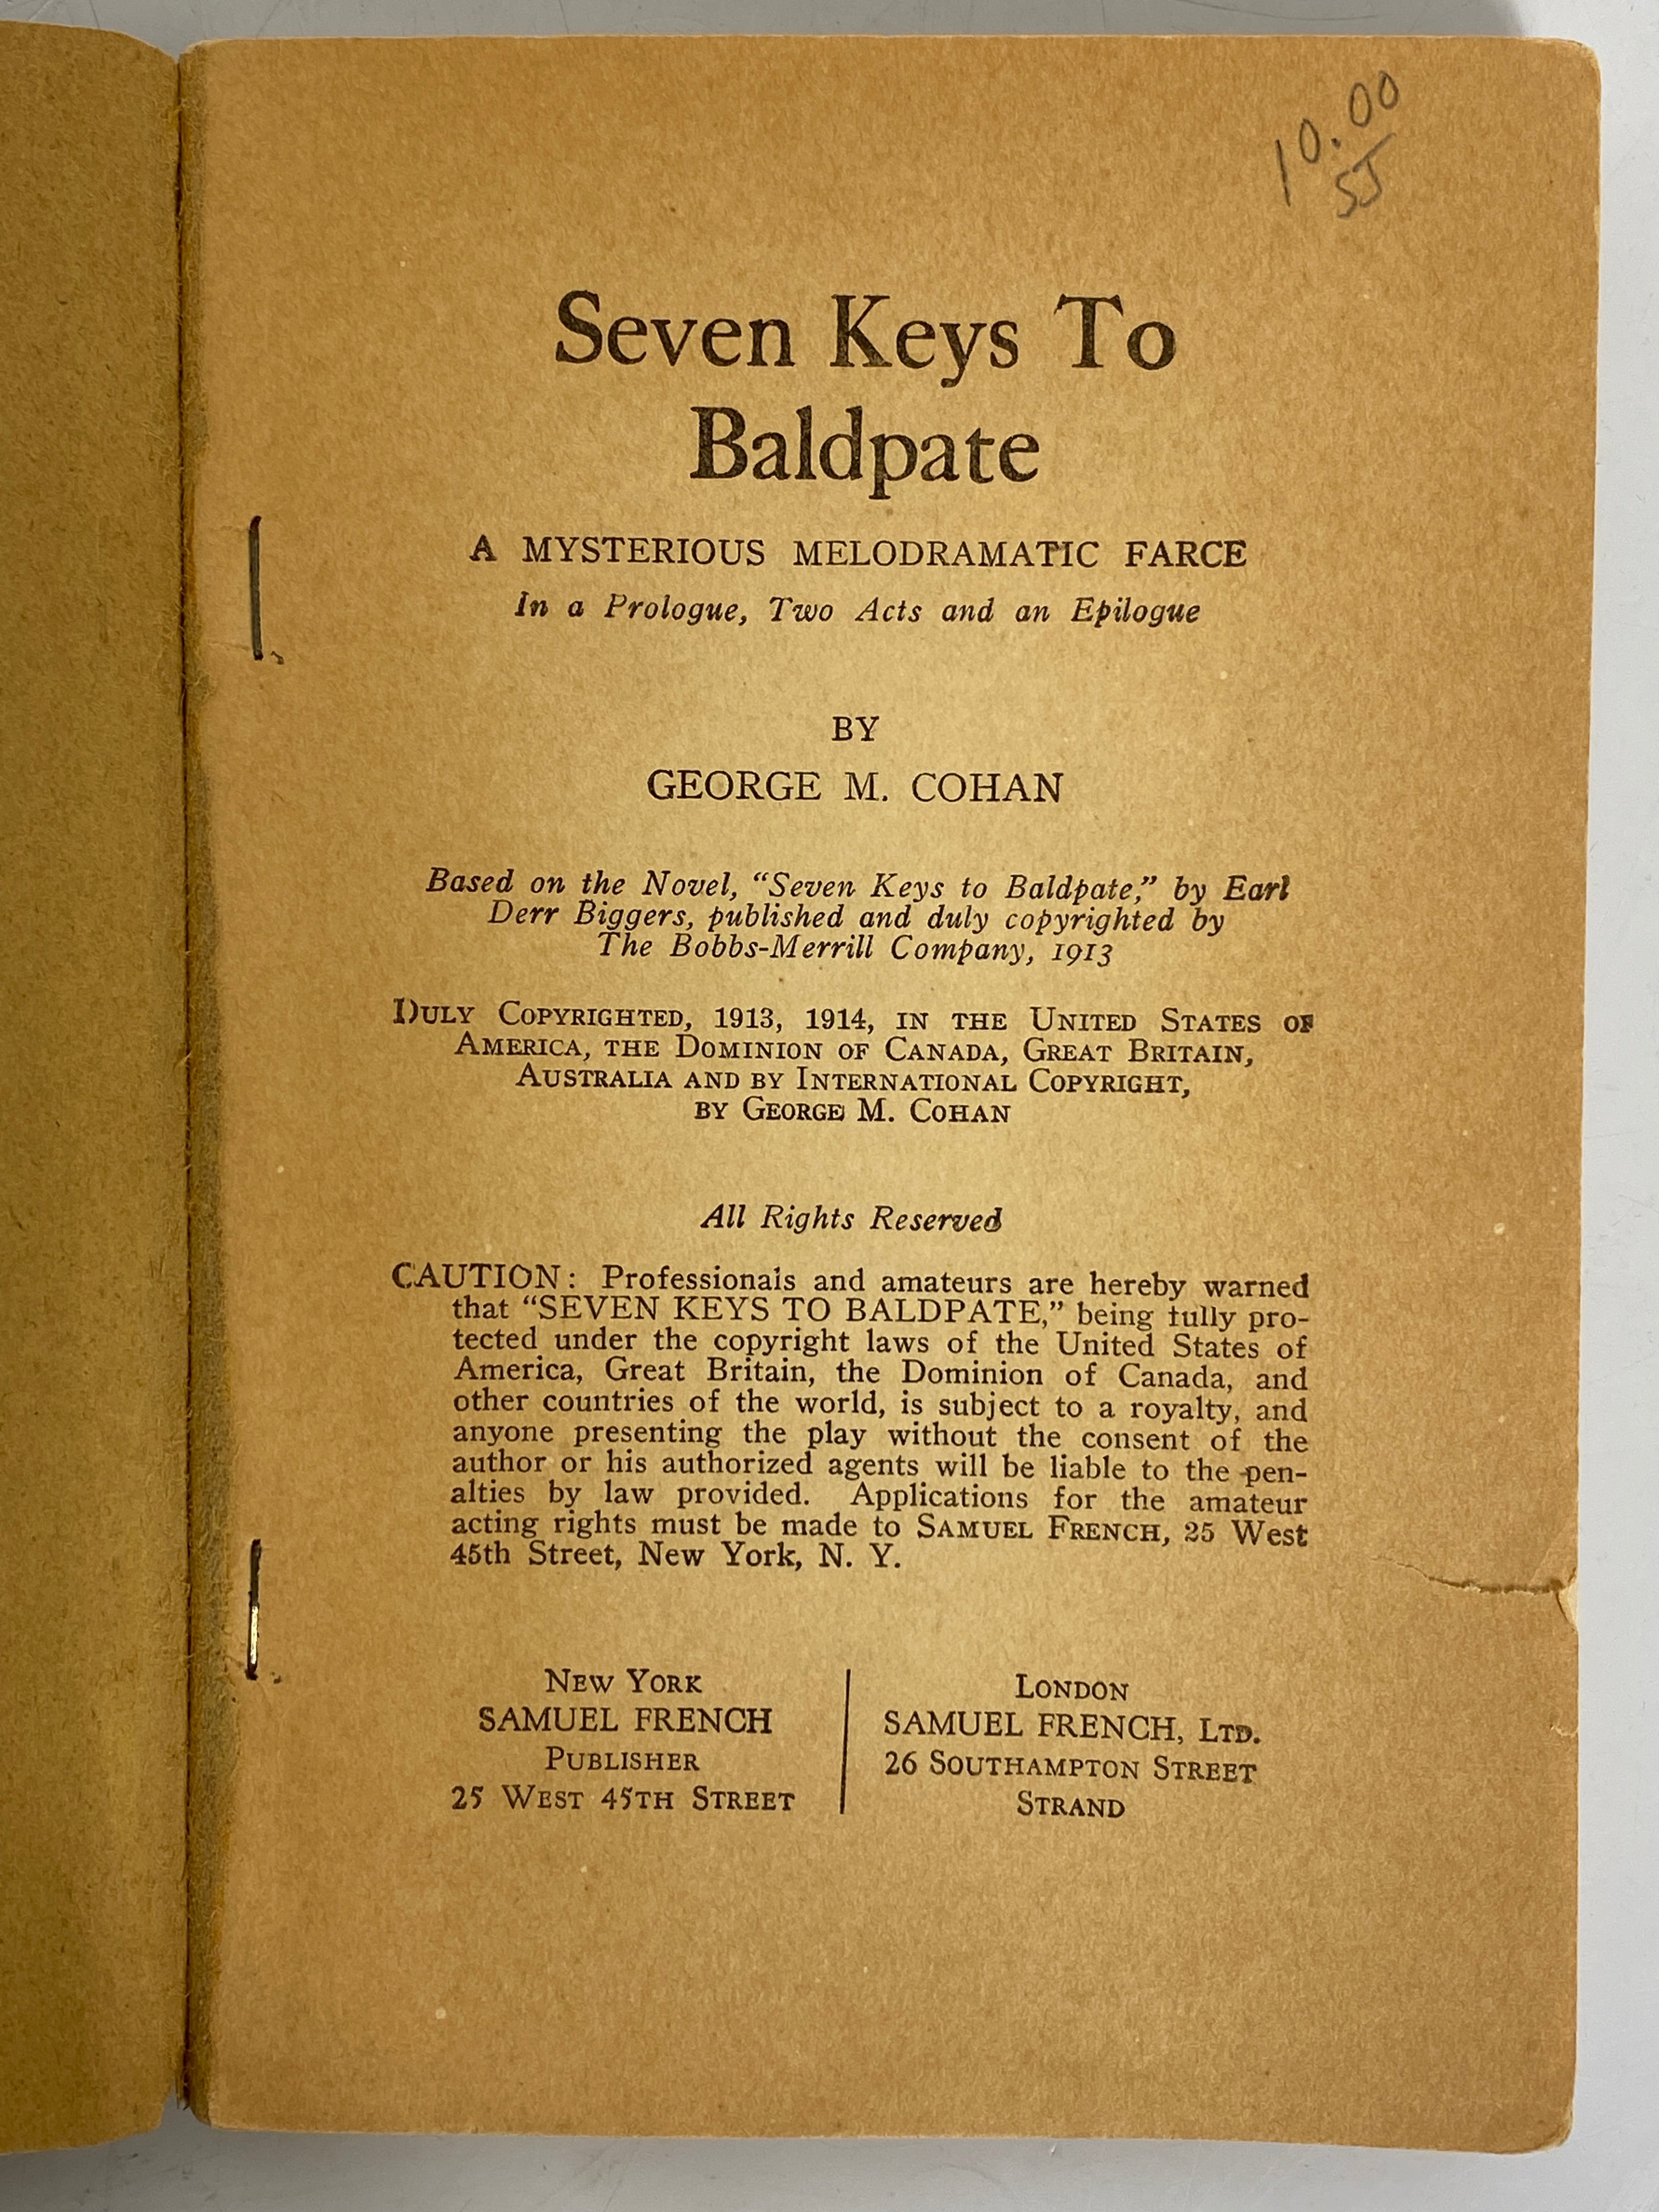 10.00
SJ
Seven Keys To
Baldpate
A MYSTERIOUS MELODRAMATIC FARCE
In a Prologue, Two Acts and an Epilogue
BY
GEORGE M. COHAN
Based on the Novel, “Seven Keys to Baldpate,” by Earl
Derr Biggers, published and duly copyrighted by
The Bobbs-Merrill Company, 1913
DULY COPYRIGHTED, 1913, 1914, IN THE UNITED STATES OF
AMERICA, THE DOMINION OF CANADA, GREAT BRITAIN,
AUSTRALIA AND BY INTERNATIONAL COPYRIGHT,
BY GEORGE M. COHAN
All Rights Reserved
CAUTION: Professionals and amateurs are hereby warned
that “SEVEN KEYS TO BALDPATE,” being fully pro-
tected under the copyright laws of the United States of
America, Great Britain, the Dominion of Canada, and
other countries of the world, is subject to a royalty, and
anyone presenting the play without the consent of the
author or his authorized agents will be liable to the pen-
alties by law provided. Applications for the amateur
acting rights must be made to SAMUEL FRENCH, 25 West
45th Street, New York, N. Y.
NEW YORK
SAMUEL FRENCH
PUBLISHER
25 WEST 45TH STREET
LONDON
SAMUEL FRENCH, LTD.
26 SOUTHAMPTON STREET
STRAND